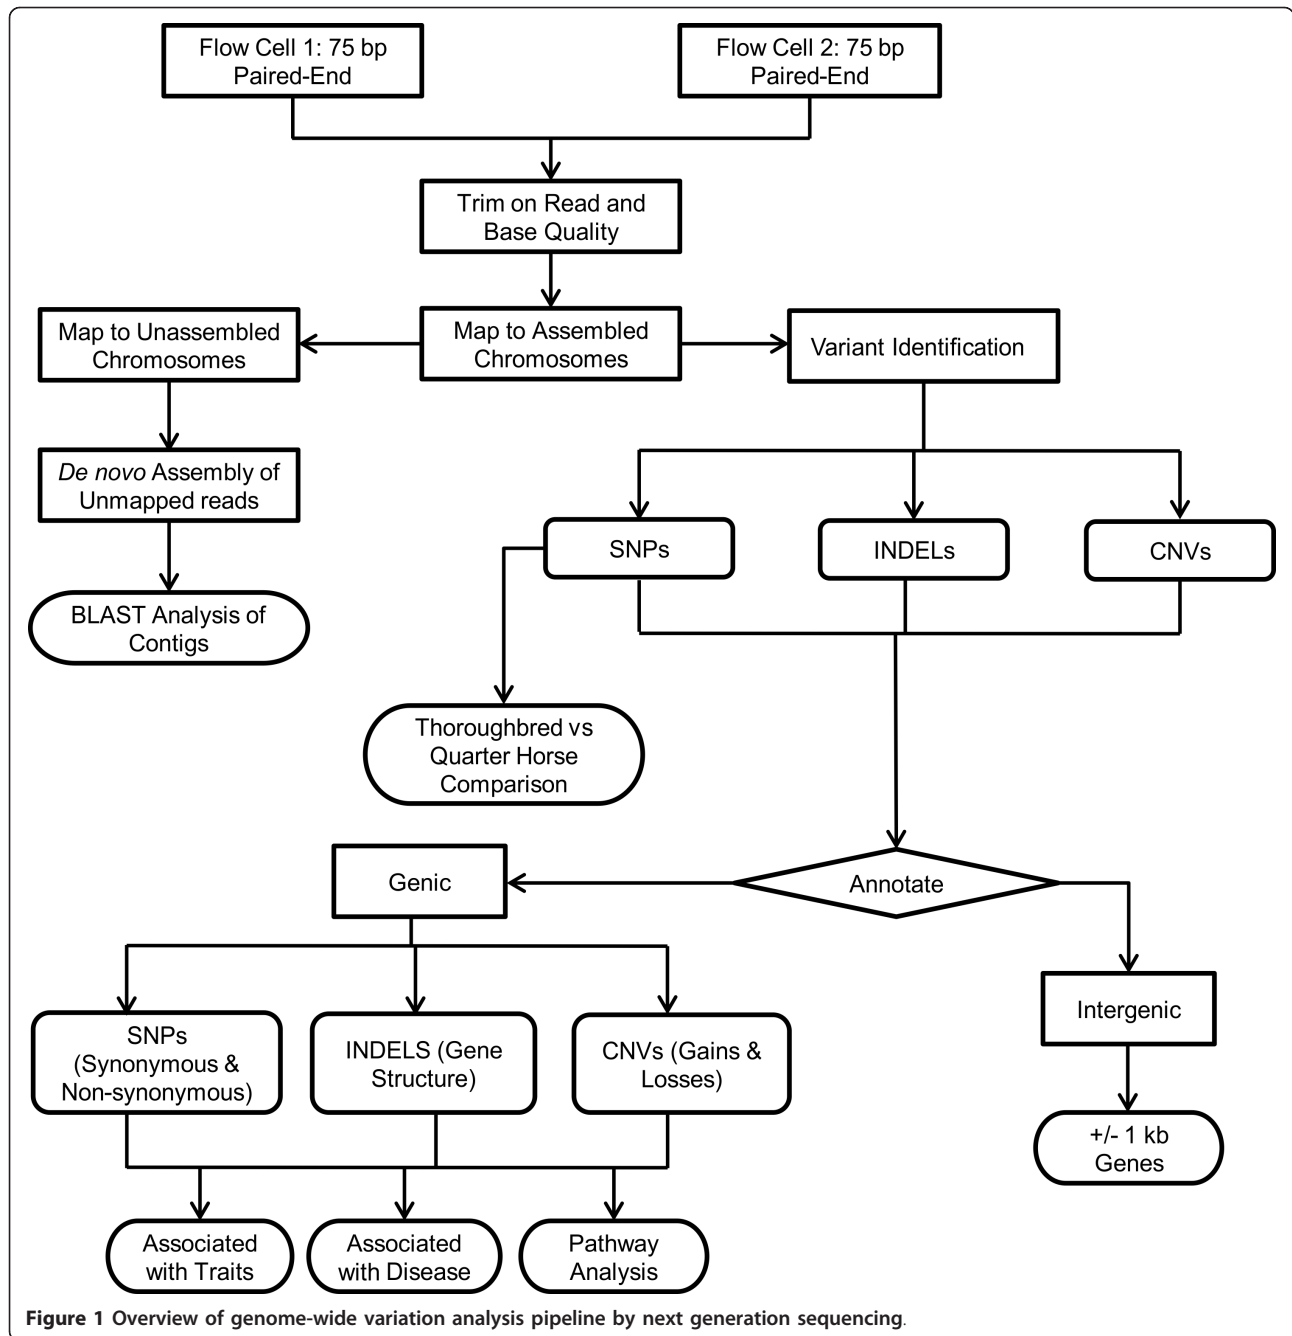 Flow Cell 1: 75 bp
Paired-End
Flow Cell 2: 75 bp
Paired-End
Trim on Read and
Base Quality
Map to Unassembled
Chromosomes
Map to Assembled
Chromosomes
Variant Identification
De novo Assembly of
Unmapped reads
SNPs
INDELs
CNVs
BLAST Analysis of
Contigs
Thoroughbred vs
Quarter Horse
Comparison
Genic
Annotate
Intergenic
SNPs
(Synonymous &
Non-synonymous)
INDELS (Gene
Structure)
CNVs (Gains &
Losses)
+/- 1 kb
Genes
Associated
with Traits
Associated
with Disease
Pathway
Analysis
Figure 1 Overview of genome-wide variation analysis pipeline by next generation sequencing.